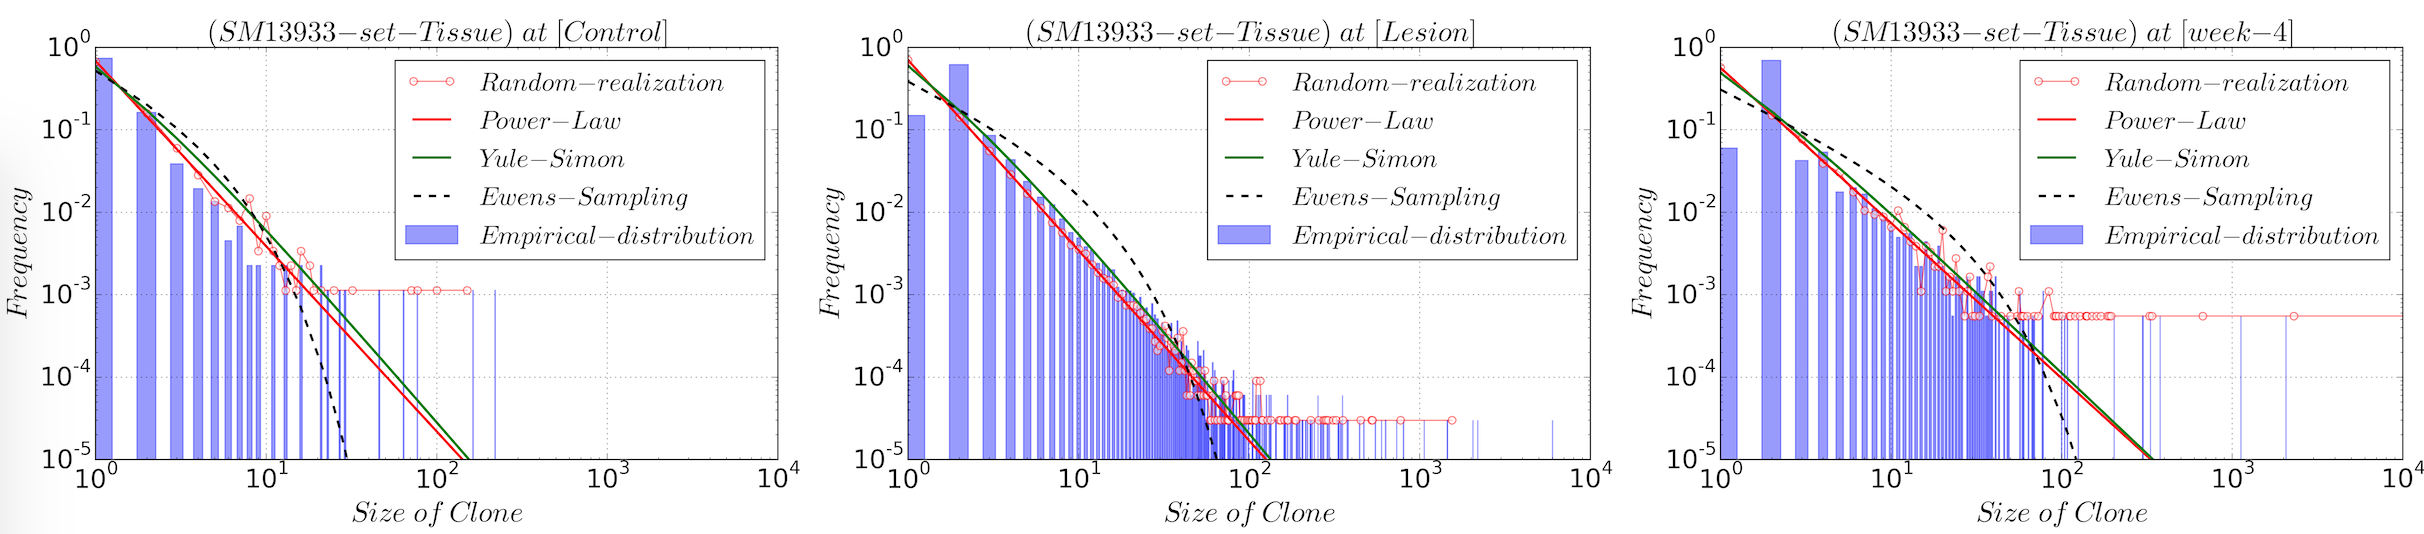 (SM13933−set−Tissue) at [Control]
10^0
10^-1
10^-2
10^-3
10^-4
10^-5
Frequency
Random−realization
Power−Law
Yule−Simon
Ewens−Sampling
Empirical−distribution
10^0 10^1 10^2 10^3 10^4
Size of Clone
(SM13933−set−Tissue) at [Lesion]
10^0
10^-1
10^-2
10^-3
10^-4
10^-5
Frequency
Random−realization
Power−Law
Yule−Simon
Ewens−Sampling
Empirical−distribution
10^0 10^1 10^2 10^3 10^4
Size of Clone
(SM13933−set−Tissue) at [week−4]
10^0
10^-1
10^-2
10^-3
10^-4
10^-5
Frequency
Random−realization
Power−Law
Yule−Simon
Ewens−Sampling
Empirical−distribution
10^0 10^1 10^2 10^3 10^4
Size of Clone